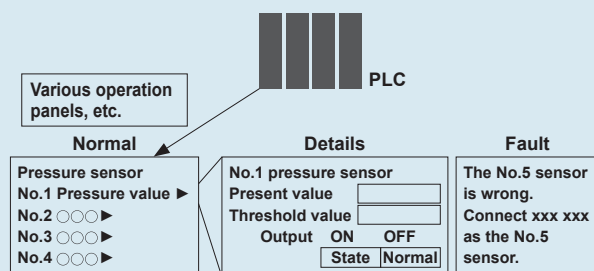 PLC
Various operation
panels, etc.
Normal
Pressure sensor
No.1 Pressure value ▶
No.2 ○○○▶
No.3 ○○○▶
No.4 ○○○▶
Details
No.1 pressure sensor
Present value
Threshold value
Output ON OFF
State Normal
Fault
The No.5 sensor
is wrong.
Connect xxx xxx
as the No.5
sensor.